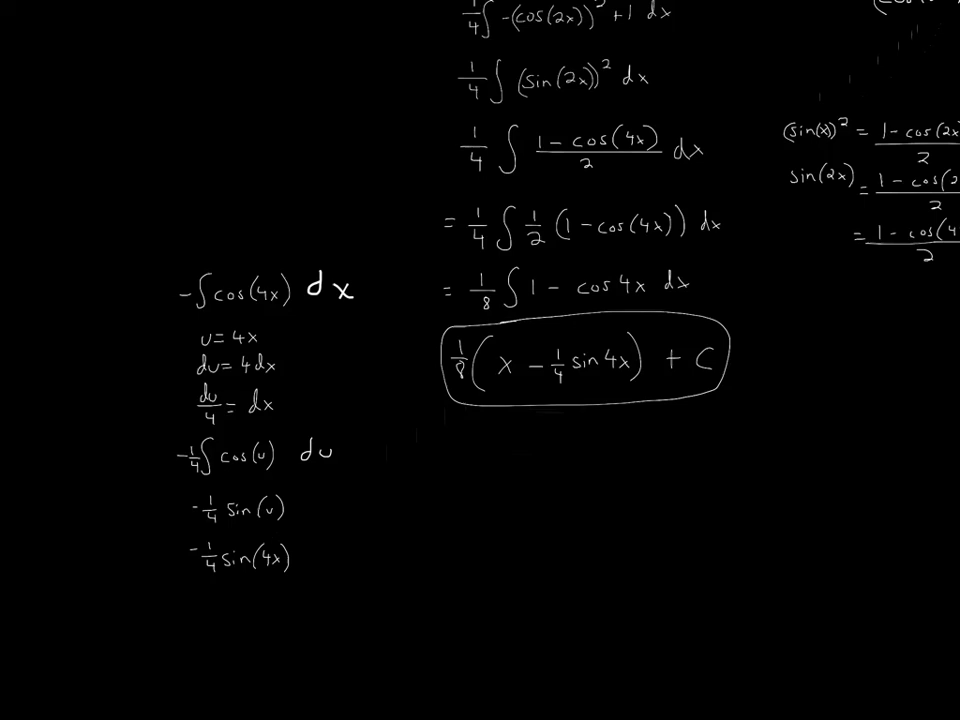 1/4 ∫ -(cos(2x))² + 1 dx
1/4 ∫ (sin(2x))² dx
1/4 ∫ (1 - cos(4x))/2 dx
= 1/4 ∫ 1/2 (1 - cos(4x)) dx
= 1/8 ∫ 1 - cos 4x dx
1/8 ( x - 1/4 sin 4x) + C
-∫ cos(4x) dx
u = 4x
du = 4dx
du/4 = dx
-1/4 ∫ cos(u) du
-1/4 sin(u)
-1/4 sin(4x)
(sin(x))² = 1 - cos(2x / 2
sin(2x) = 1 - cos(2 / 2
= 1 - cos(4 / 2